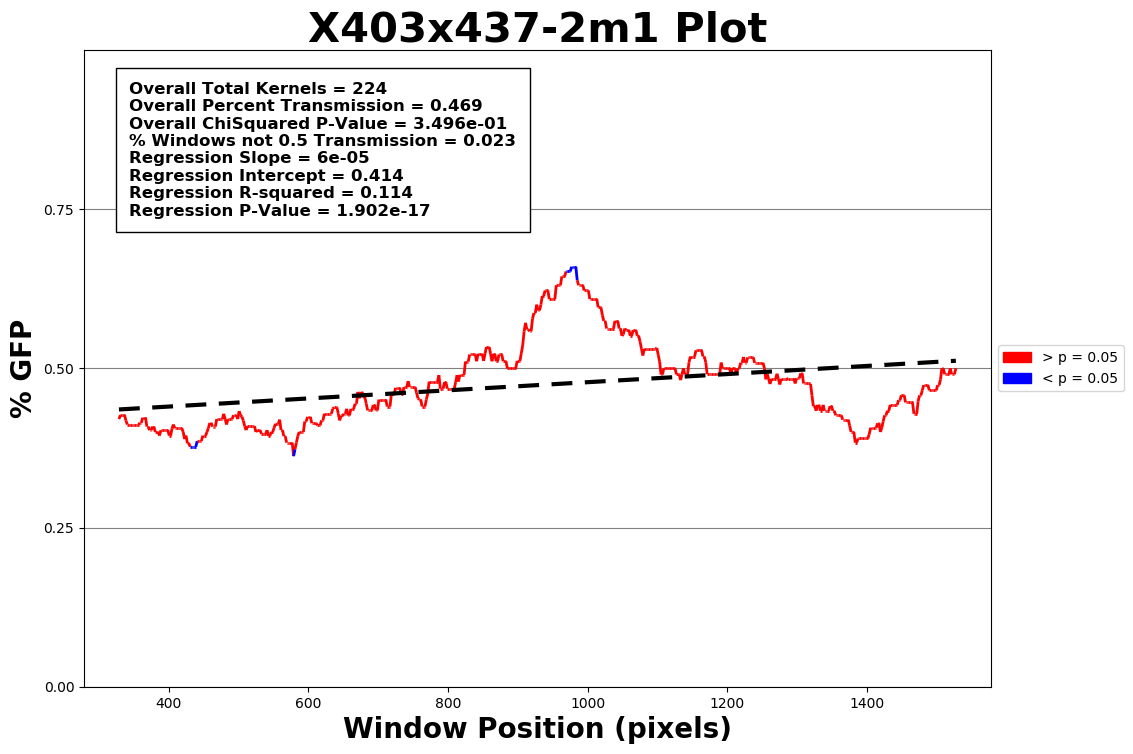 X403x437-2m1 Plot
Overall Total Kernels = 224
Overall Percent Transmission = 0.469
Overall ChiSquared P-Value = 3.496e-01
% Windows not 0.5 Transmission = 0.023
Regression Slope = 6e-05
Regression Intercept = 0.414
Regression R-squared = 0.114
Regression P-Value = 1.902e-17
0.75
0.50
0.25
0.00
% GFP
> p = 0.05
< p = 0.05
400 600 800 1000 1200 1400
Window Position (pixels)